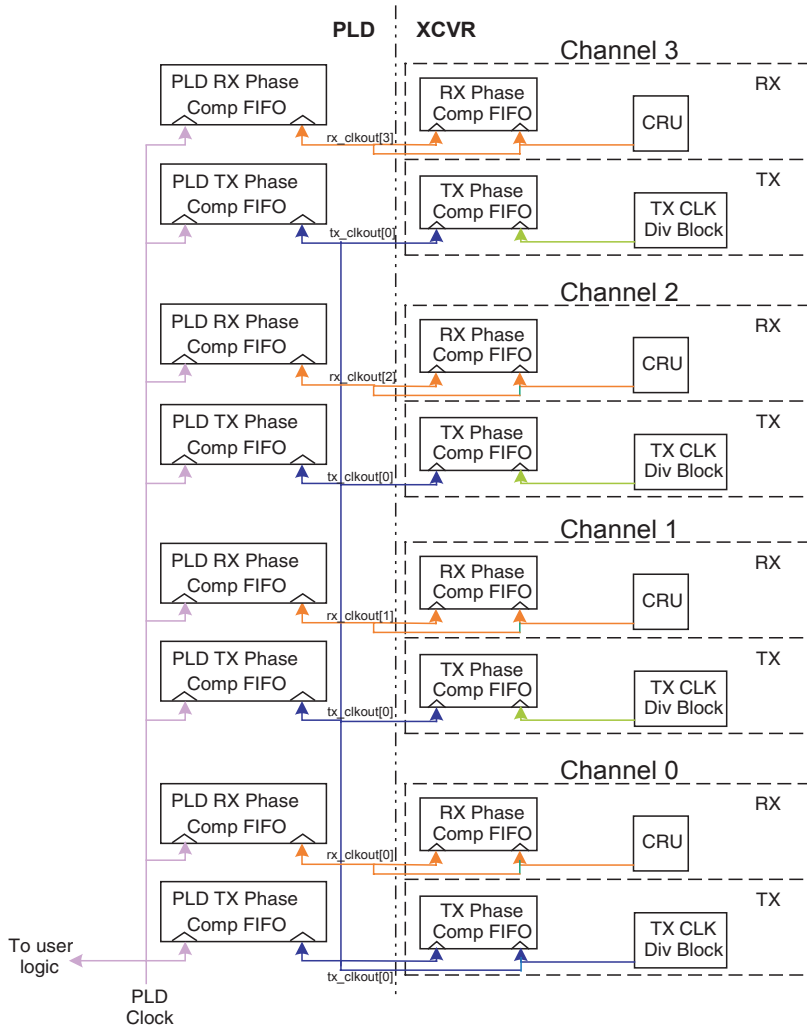 PLD
XCVR
Channel 3
PLD RX Phase
Comp FIFO
rx_clkout[3]
RX Phase
Comp FIFO
CRU
RX
PLD TX Phase
Comp FIFO
tx_clkout[0]
TX Phase
Comp FIFO
TX CLK
Div Block
TX
Channel 2
PLD RX Phase
Comp FIFO
rx_clkout[2]
RX Phase
Comp FIFO
CRU
RX
PLD TX Phase
Comp FIFO
tx_clkout[0]
TX Phase
Comp FIFO
TX CLK
Div Block
TX
Channel 1
PLD RX Phase
Comp FIFO
rx_clkout[1]
RX Phase
Comp FIFO
CRU
RX
PLD TX Phase
Comp FIFO
tx_clkout[0]
TX Phase
Comp FIFO
TX CLK
Div Block
TX
Channel 0
PLD RX Phase
Comp FIFO
rx_clkout[0]
RX Phase
Comp FIFO
CRU
RX
PLD TX Phase
Comp FIFO
tx_clkout[0]
TX Phase
Comp FIFO
TX CLK
Div Block
TX
To user
logic
PLD
Clock